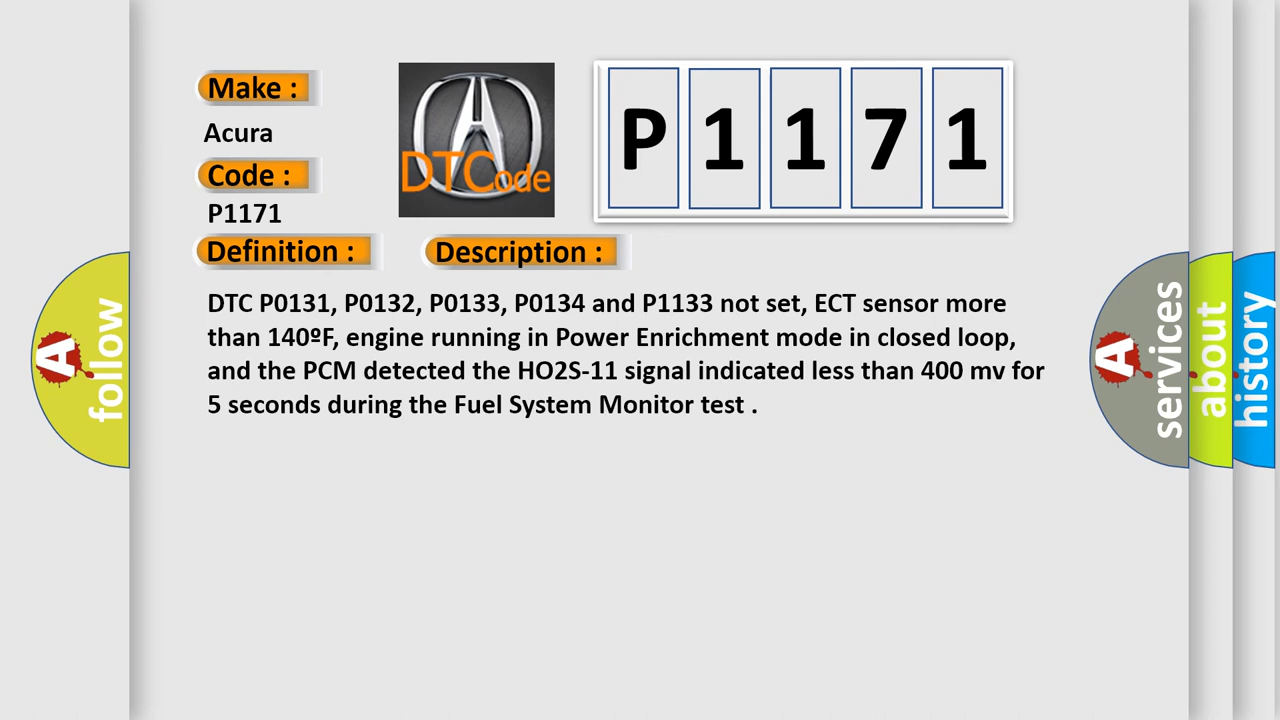 Make :
Acura
Code :
P1171
Definition :
Description :
DTCode
P 1 1 7 1
DTC P0131, P0132, P0133, P0134 and P1133 not set, ECT sensor more
than 140ºF, engine running in Power Enrichment mode in closed loop,
and the PCM detected the HO2S-11 signal indicated less than 400 mv for
5 seconds during the Fuel System Monitor test .
A follow
A services
about
history